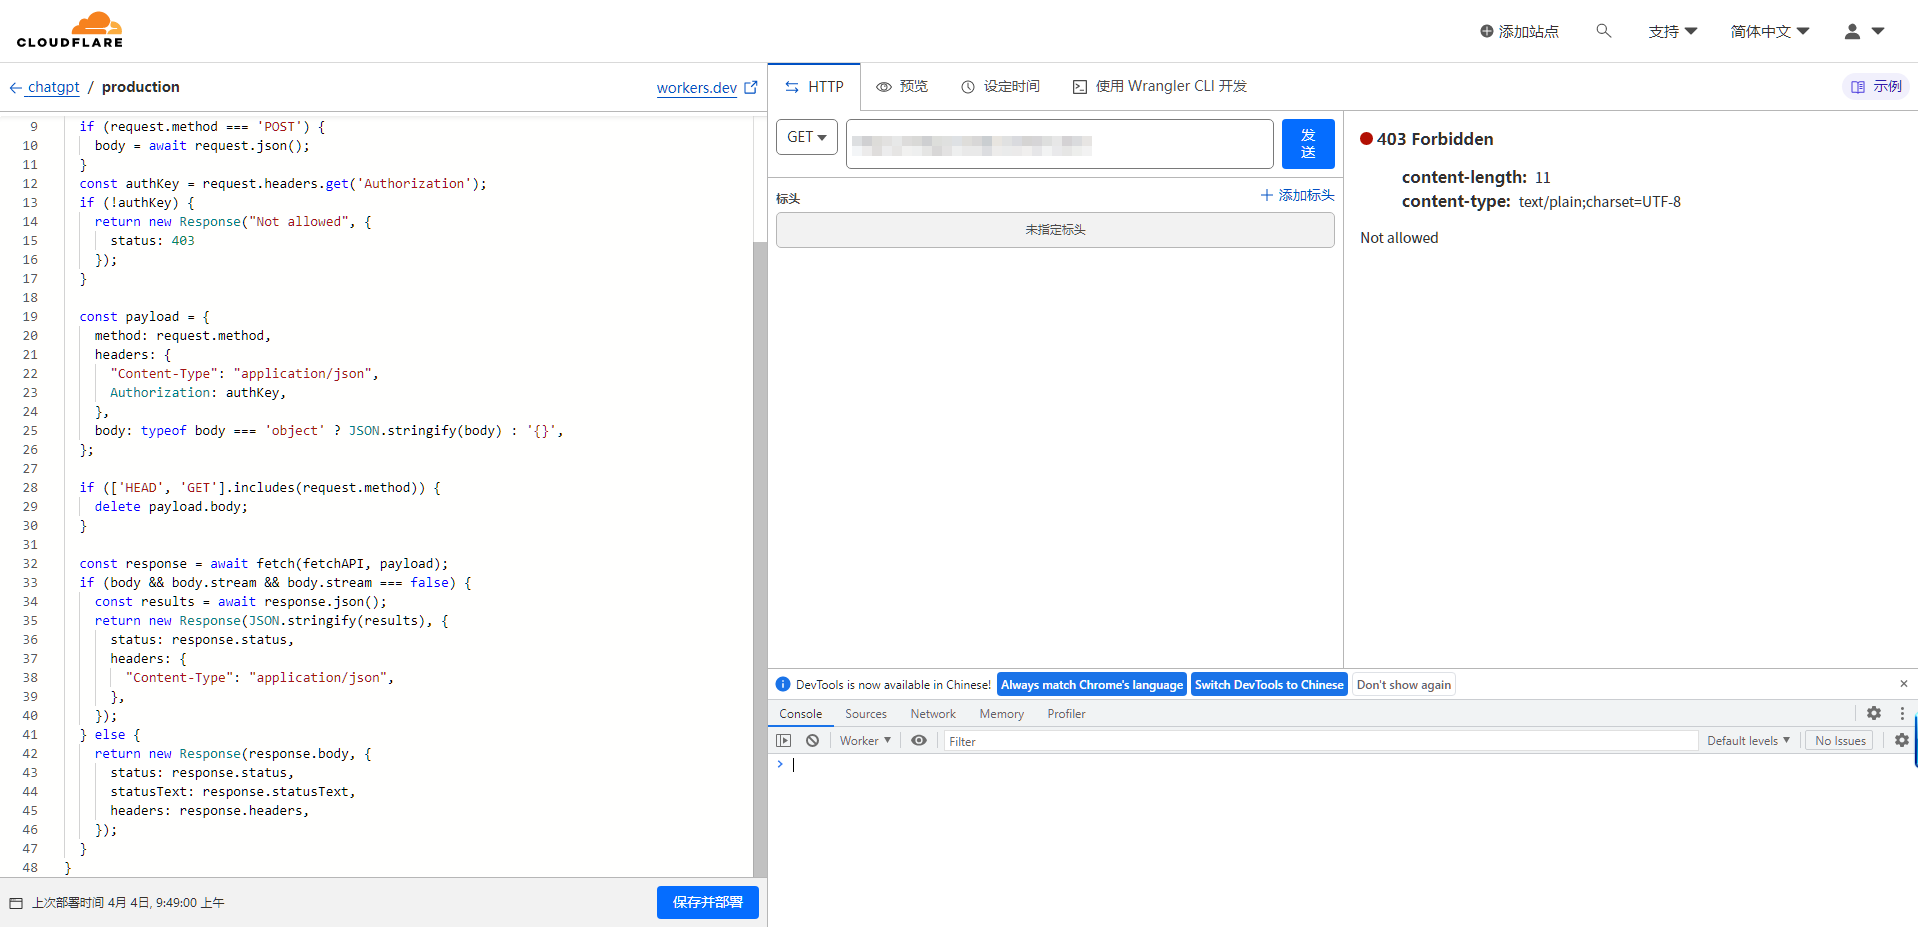 CLOUDFLARE
添加站点
支持
简体中文
chatgpt / production
workers.dev
HTTP
预览
设定时间
使用 Wrangler CLI 开发
示例
9 if (request.method === 'POST') {
10 body = await request.json();
11 }
12 const authKey = request.headers.get('Authorization');
13 if (!authKey) {
14 return new Response("Not allowed", {
15 status: 403
16 });
17 }
18
19 const payload = {
20 method: request.method,
21 headers: {
22 "Content-Type": "application/json",
23 Authorization: authKey,
24 },
25 body: typeof body === 'object' ? JSON.stringify(body) : '{}',
26 };
27
28 if (['HEAD', 'GET'].includes(request.method)) {
29 delete payload.body;
30 }
31
32 const response = await fetch(fetchAPI, payload);
33 if (body && body.stream && body.stream === false) {
34 const results = await response.json();
35 return new Response(JSON.stringify(results), {
36 status: response.status,
37 headers: {
38 "Content-Type": "application/json",
39 },
40 });
41 } else {
42 return new Response(response.body, {
43 status: response.status,
44 statusText: response.statusText,
45 headers: response.headers,
46 });
47 }
48 }
上次部署时间 4月 4日, 9:49:00 上午
保存并部署
GET
发
送
标头
添加标头
未指定标头
403 Forbidden
content-length: 11
content-type: text/plain;charset=UTF-8
Not allowed
DevTools is now available in Chinese!
Always match Chrome's language
Switch DevTools to Chinese
Don't show again
Console
Sources
Network
Memory
Profiler
Worker
Filter
Default levels
No Issues